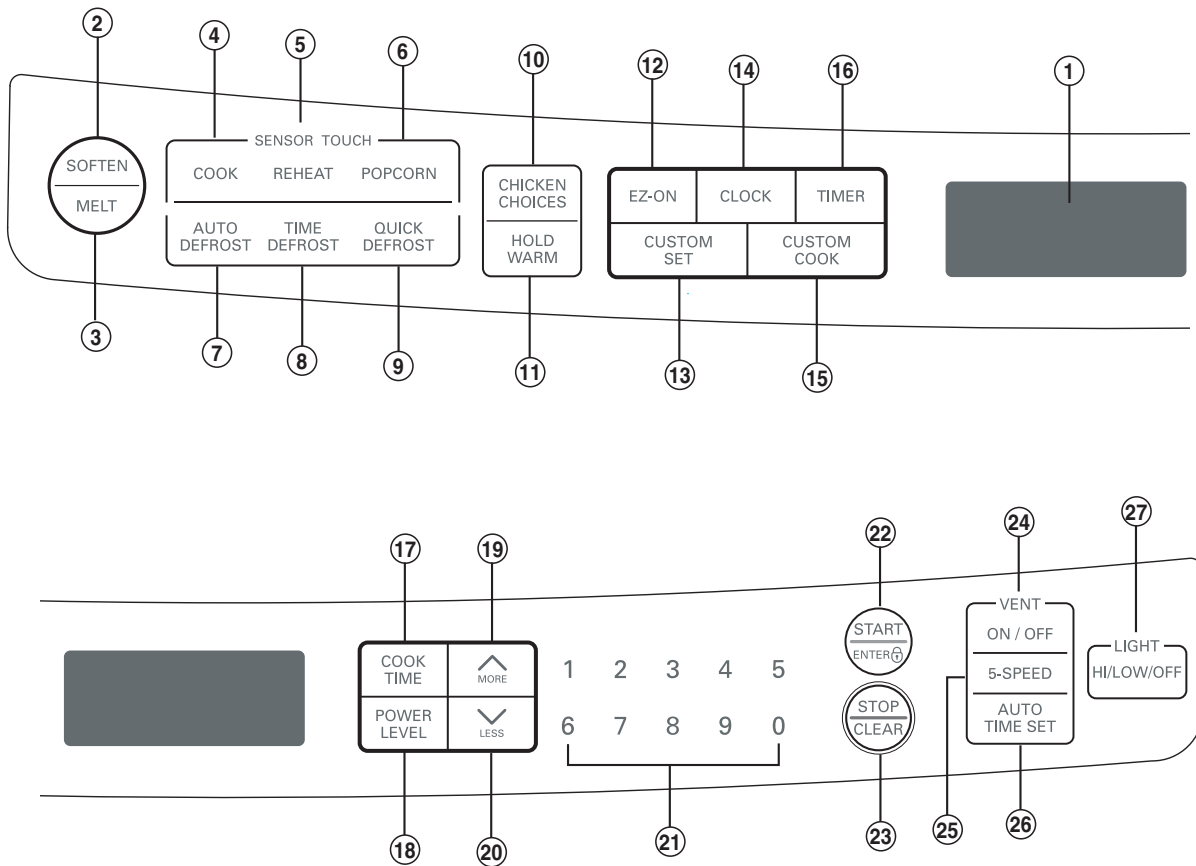 2
4
5
6
10
12
14
16
1
SENSOR TOUCH
SOFTEN
MELT
COOK
REHEAT
POPCORN
AUTO
DEFROST
TIME
DEFROST
QUICK
DEFROST
CHICKEN
CHOICES
HOLD
WARM
EZ-ON
CLOCK
TIMER
CUSTOM
SET
CUSTOM
COOK
3
7
8
9
11
13
15
17
19
22
24
27
COOK
TIME
MORE
POWER
LEVEL
LESS
1 2 3 4 5
6 7 8 9 0
START
ENTER
STOP
CLEAR
VENT
ON / OFF
5-SPEED
AUTO
TIME SET
LIGHT
HI/LOW/OFF
18
20
21
23
25
26